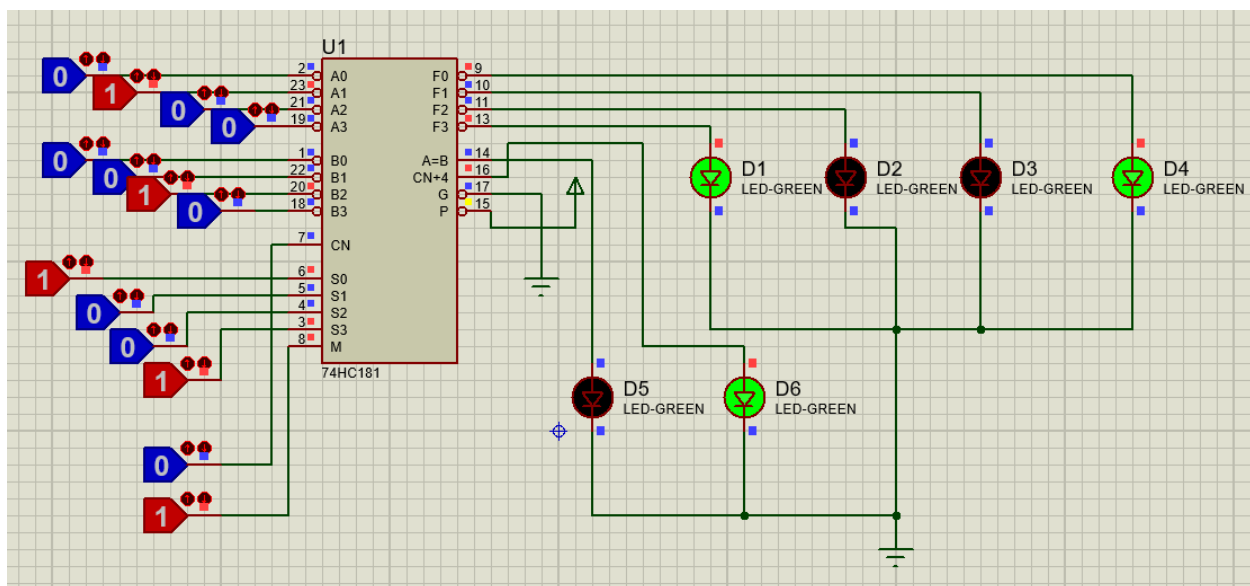 U1
0
1
0
0
2
23
21
19
A0
A1
A2
A3
0
0
1
0
1
22
20
18
B0
B1
B2
B3
7
CN
1
0
0
1
6
5
4
3
8
S0
S1
S2
S3
M
0
1
F0
F1
F2
F3
9
10
11
13
A=B
CN+4
G
P
14
16
17
15
74HC181
D1
LED-GREEN
D2
LED-GREEN
D3
LED-GREEN
D4
LED-GREEN
D5
LED-GREEN
D6
LED-GREEN